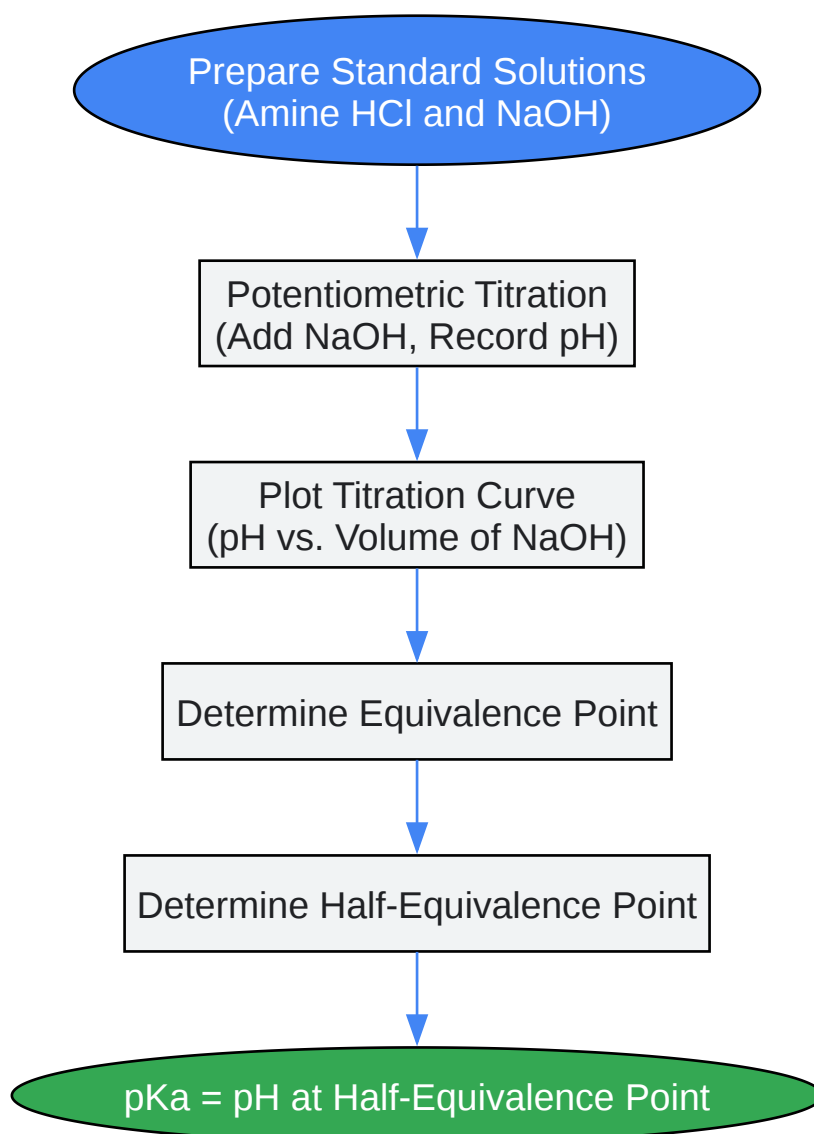 Prepare Standard Solutions
(Amine HCl and NaOH)
Potentiometric Titration
(Add NaOH, Record pH)
Plot Titration Curve
(pH vs. Volume of NaOH)
Determine Equivalence Point
Determine Half-Equivalence Point
pKa = pH at Half-Equivalence Point